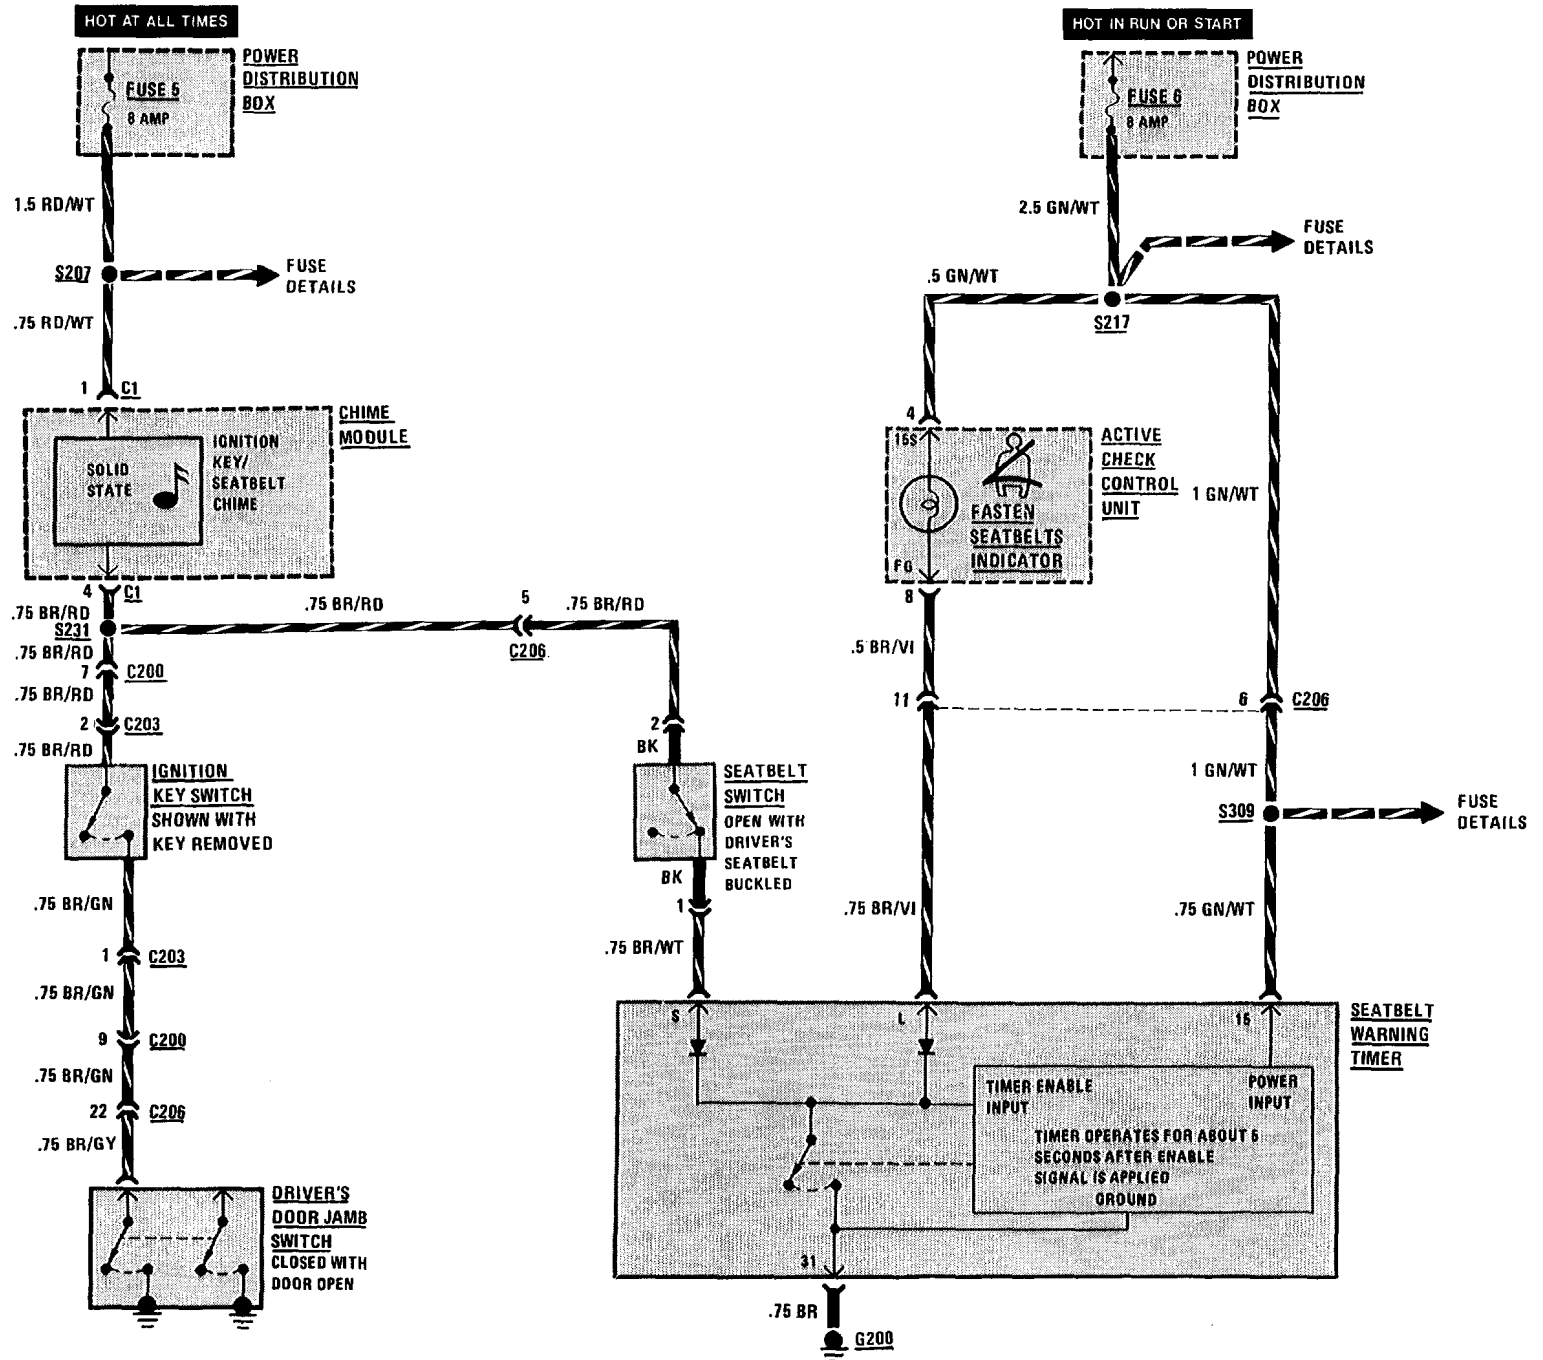 HOT AT ALL TIMES
POWER
DISTRIBUTION
BOX
FUSE 5
8 AMP
1.5 RD/WT
S207
FUSE
DETAILS
.75 RD/WT
1
C1
CHIME
MODULE
SOLID
STATE
IGNITION
KEY/
SEATBELT
CHIME
4
C1
.75 BR/RD
S231
.75 BR/RD
7
C200
.75 BR/RD
2
C203
.75 BR/RD
IGNITION
KEY SWITCH
SHOWN WITH
KEY REMOVED
.75 BR/GN
1
C203
.75 BR/GN
9
C200
.75 BR/GN
22
C206
.75 BR/GY
DRIVER'S
DOOR JAMB
SWITCH
CLOSED WITH
DOOR OPEN
.75 BR/RD
5
.75 BR/RD
C206
2
BK
SEATBELT
SWITCH
OPEN WITH
DRIVER'S
SEATBELT
BUCKLED
BK
1
.75 BR/WT
HOT IN RUN OR START
POWER
DISTRIBUTION
BOX
FUSE 6
8 AMP
2.5 GN/WT
FUSE
DETAILS
.5 GN/WT
S217
4
15S
ACTIVE
CHECK
CONTROL
UNIT
FASTEN
SEATBELTS
INDICATOR
FG
8
1 GN/WT
.5 BR/VI
11
6
C206
1 GN/WT
S309
FUSE
DETAILS
.75 BR/VI
.75 GN/WT
S
L
15
SEATBELT
WARNING
TIMER
TIMER ENABLE
INPUT
POWER
INPUT
TIMER OPERATES FOR ABOUT 6
SECONDS AFTER ENABLE
SIGNAL IS APPLIED
GROUND
31
.75 BR
G200